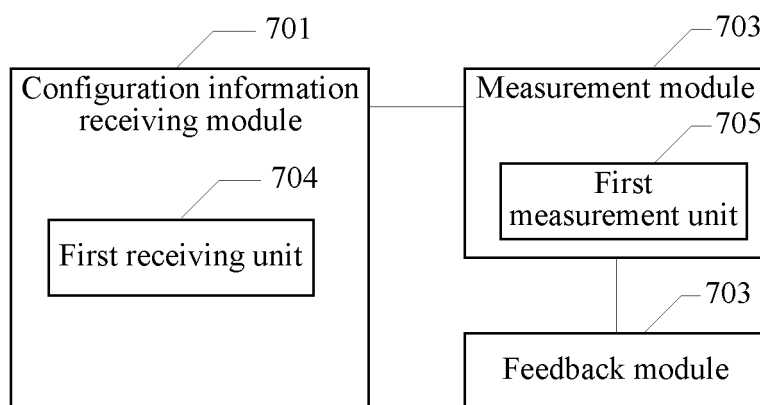 701
Configuration information
receiving module
704
First receiving unit
703
Measurement module
705
First
measurement unit
703
Feedback module